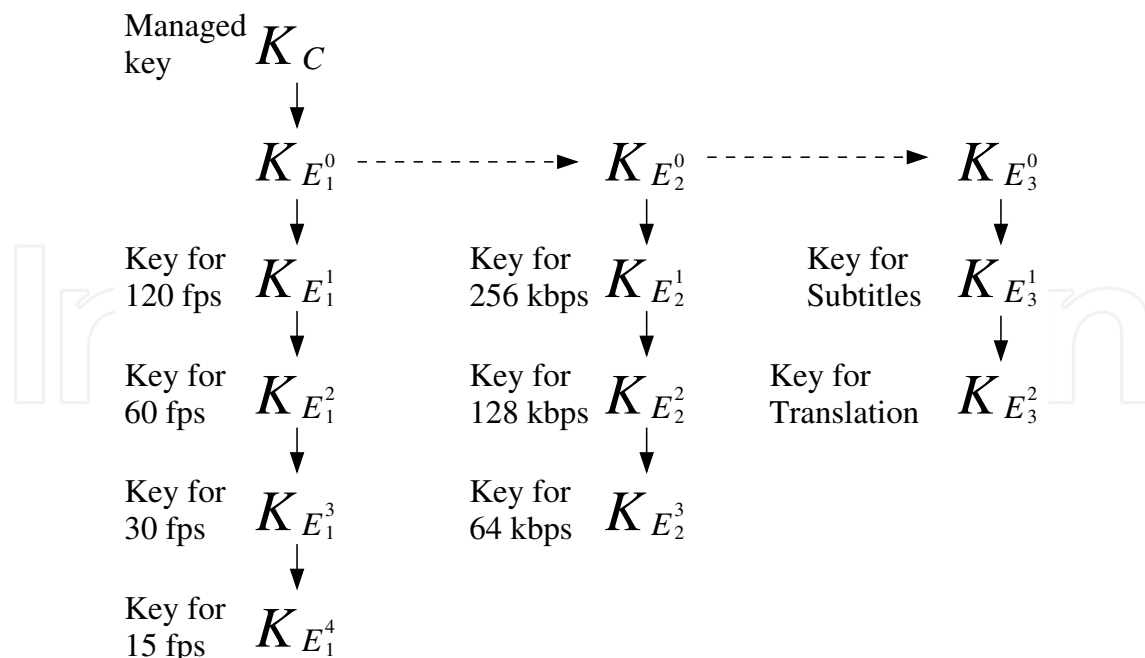 Managed
key K_C
K_{E_1^0} K_{E_2^0} K_{E_3^0}
Key for
120 fps K_{E_1^1}
Key for
256 kbps K_{E_2^1}
Key for
Subtitles K_{E_3^1}
Key for
60 fps K_{E_1^2}
Key for
128 kbps K_{E_2^2}
Key for
Translation K_{E_3^2}
Key for
30 fps K_{E_1^3}
Key for
64 kbps K_{E_2^3}
Key for
15 fps K_{E_1^4}